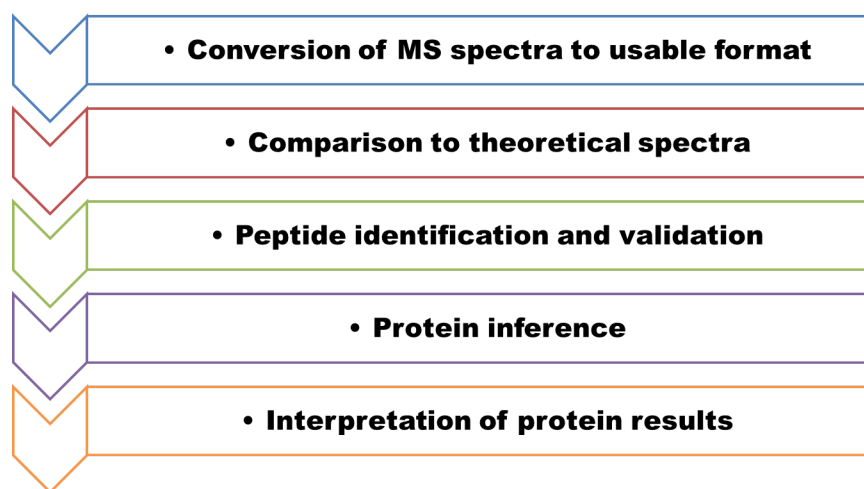 • Conversion of MS spectra to usable format
• Comparison to theoretical spectra
• Peptide identification and validation
• Protein inference
• Interpretation of protein results